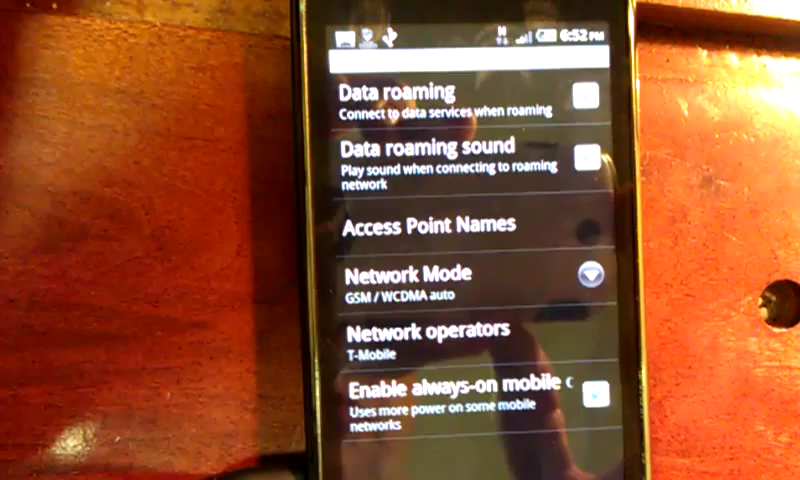 6:52 PM
Data roaming
Connect to data services when roaming
Data roaming sound
Play sound when connecting to roaming
network
Access Point Names
Network Mode
GSM / WCDMA auto
Network operators
T-Mobile
Enable always-on mobile
Uses more power on some mobile
networks